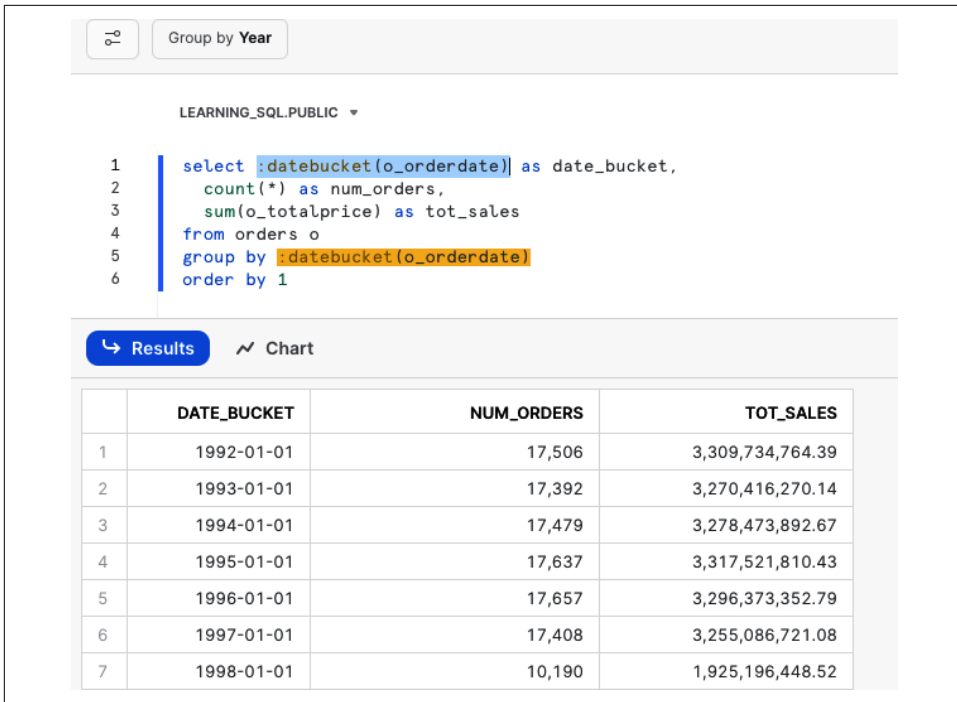 Group by Year
LEARNING_SQL.PUBLIC
1 select :datebucket(o_orderdate) as date_bucket,
2 count(*) as num_orders,
3 sum(o_totalprice) as tot_sales
4 from orders o
5 group by :datebucket(o_orderdate)
6 order by 1
Results Chart
DATE_BUCKET NUM_ORDERS TOT_SALES
1 1992-01-01 17,506 3,309,734,764.39
2 1993-01-01 17,392 3,270,416,270.14
3 1994-01-01 17,479 3,278,473,892.67
4 1995-01-01 17,637 3,317,521,810.43
5 1996-01-01 17,657 3,296,373,352.79
6 1997-01-01 17,408 3,255,086,721.08
7 1998-01-01 10,190 1,925,196,448.52